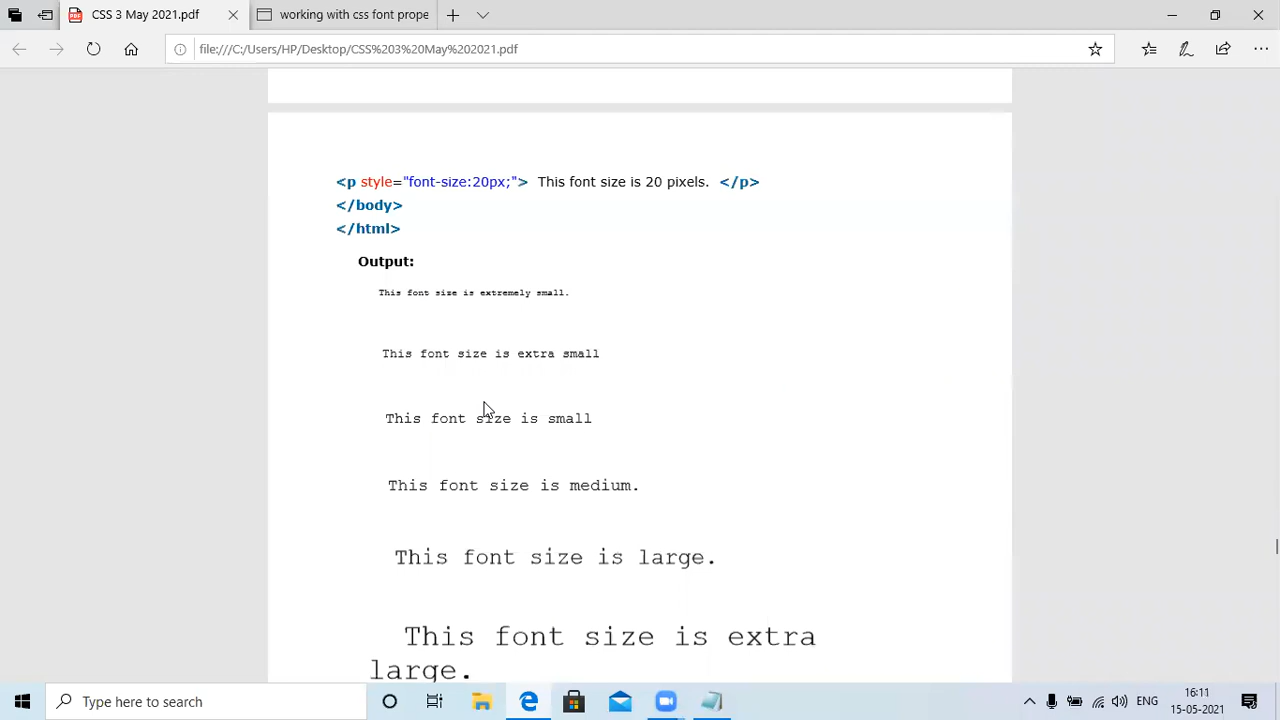 CSS 3 May 2021.pdf
working with css propertie
file:///C:/Users/HP/Desktop/CSS%203%20May%202021.pdf
<p style="font-size:20px;"> This font size is 20 pixels. </p>
</body>
</html>
Output:
This font size is extremely small.
This font size is extra small
This font size is small
This font size is medium.
This font size is large.
This font size is extra
large.
Type here to search
ENG
16:11
15-05-2021